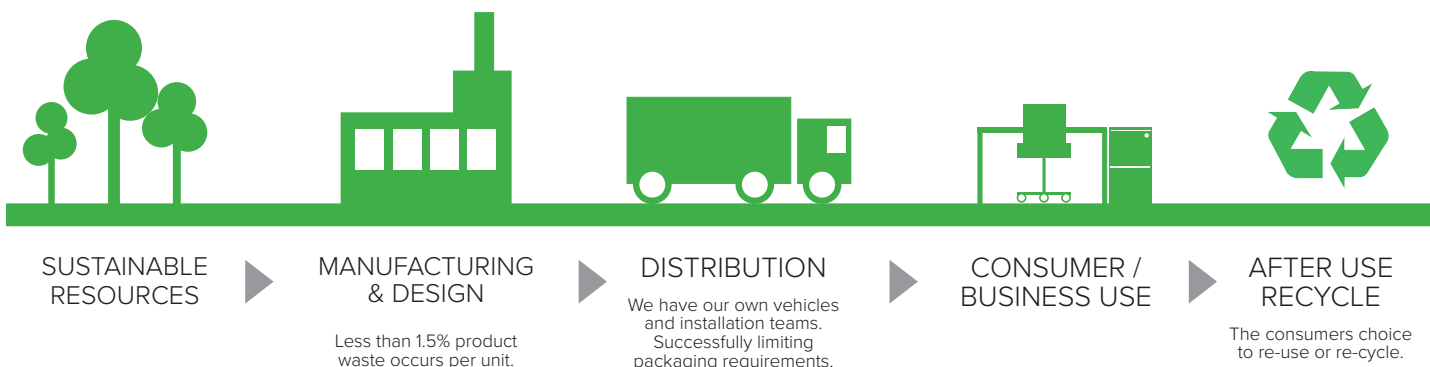 SUSTAINABLE
RESOURCES
MANUFACTURING
& DESIGN
Less than 1.5% product
waste occurs per unit.
DISTRIBUTION
We have our own vehicles
and installation teams.
Successfully limiting
packaging requirements.
CONSUMER /
BUSINESS USE
AFTER USE
RECYCLE
The consumers choice
to re-use or re-cycle.